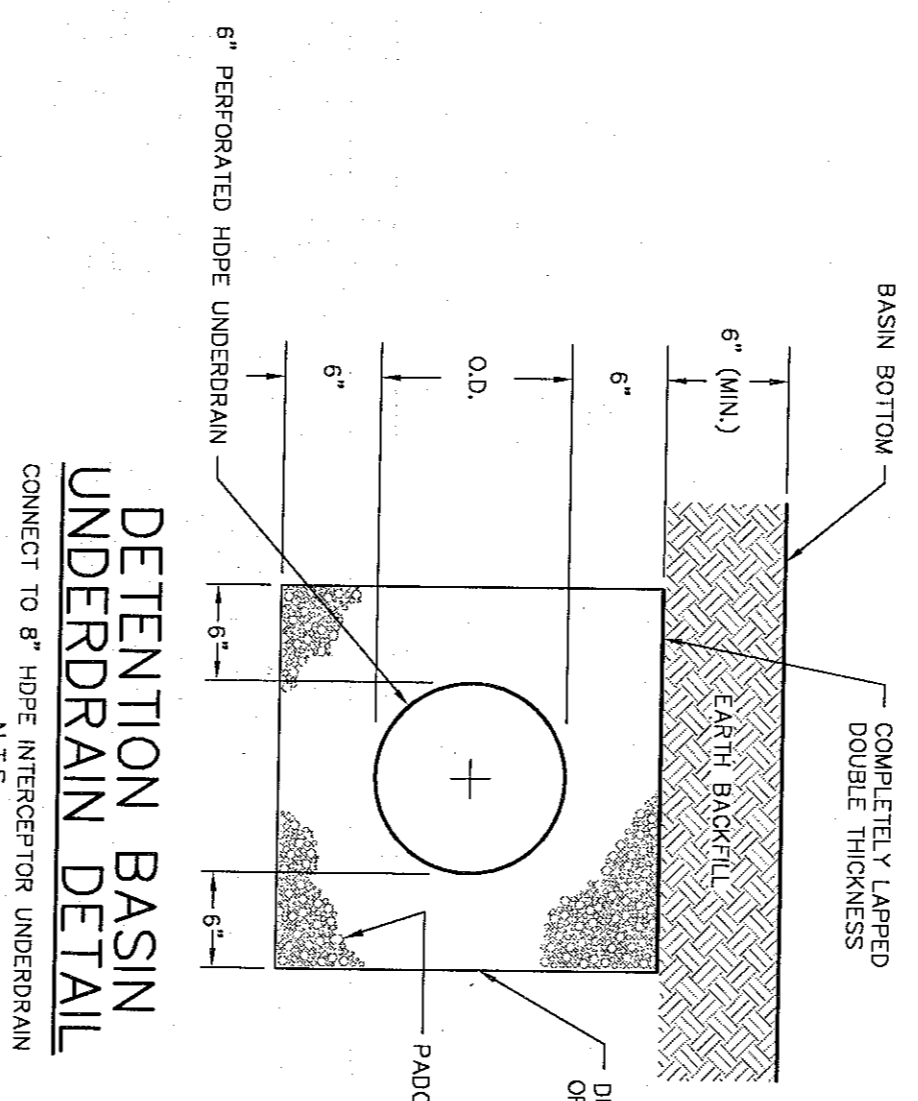 BASIN BOTTOM
COMPLETELY LAPPED
DOUBLE THICKNESS
6" (MIN.)
EARTH BACKFILL
6"
O.D.
6"
6" PERFORATED HDPE UNDERDRAIN
6"
6"
DETENTION BASIN
UNDERDRAIN DETAIL
CONNECT TO 8" HDPE INTERCEPTOR UNDERDRAIN